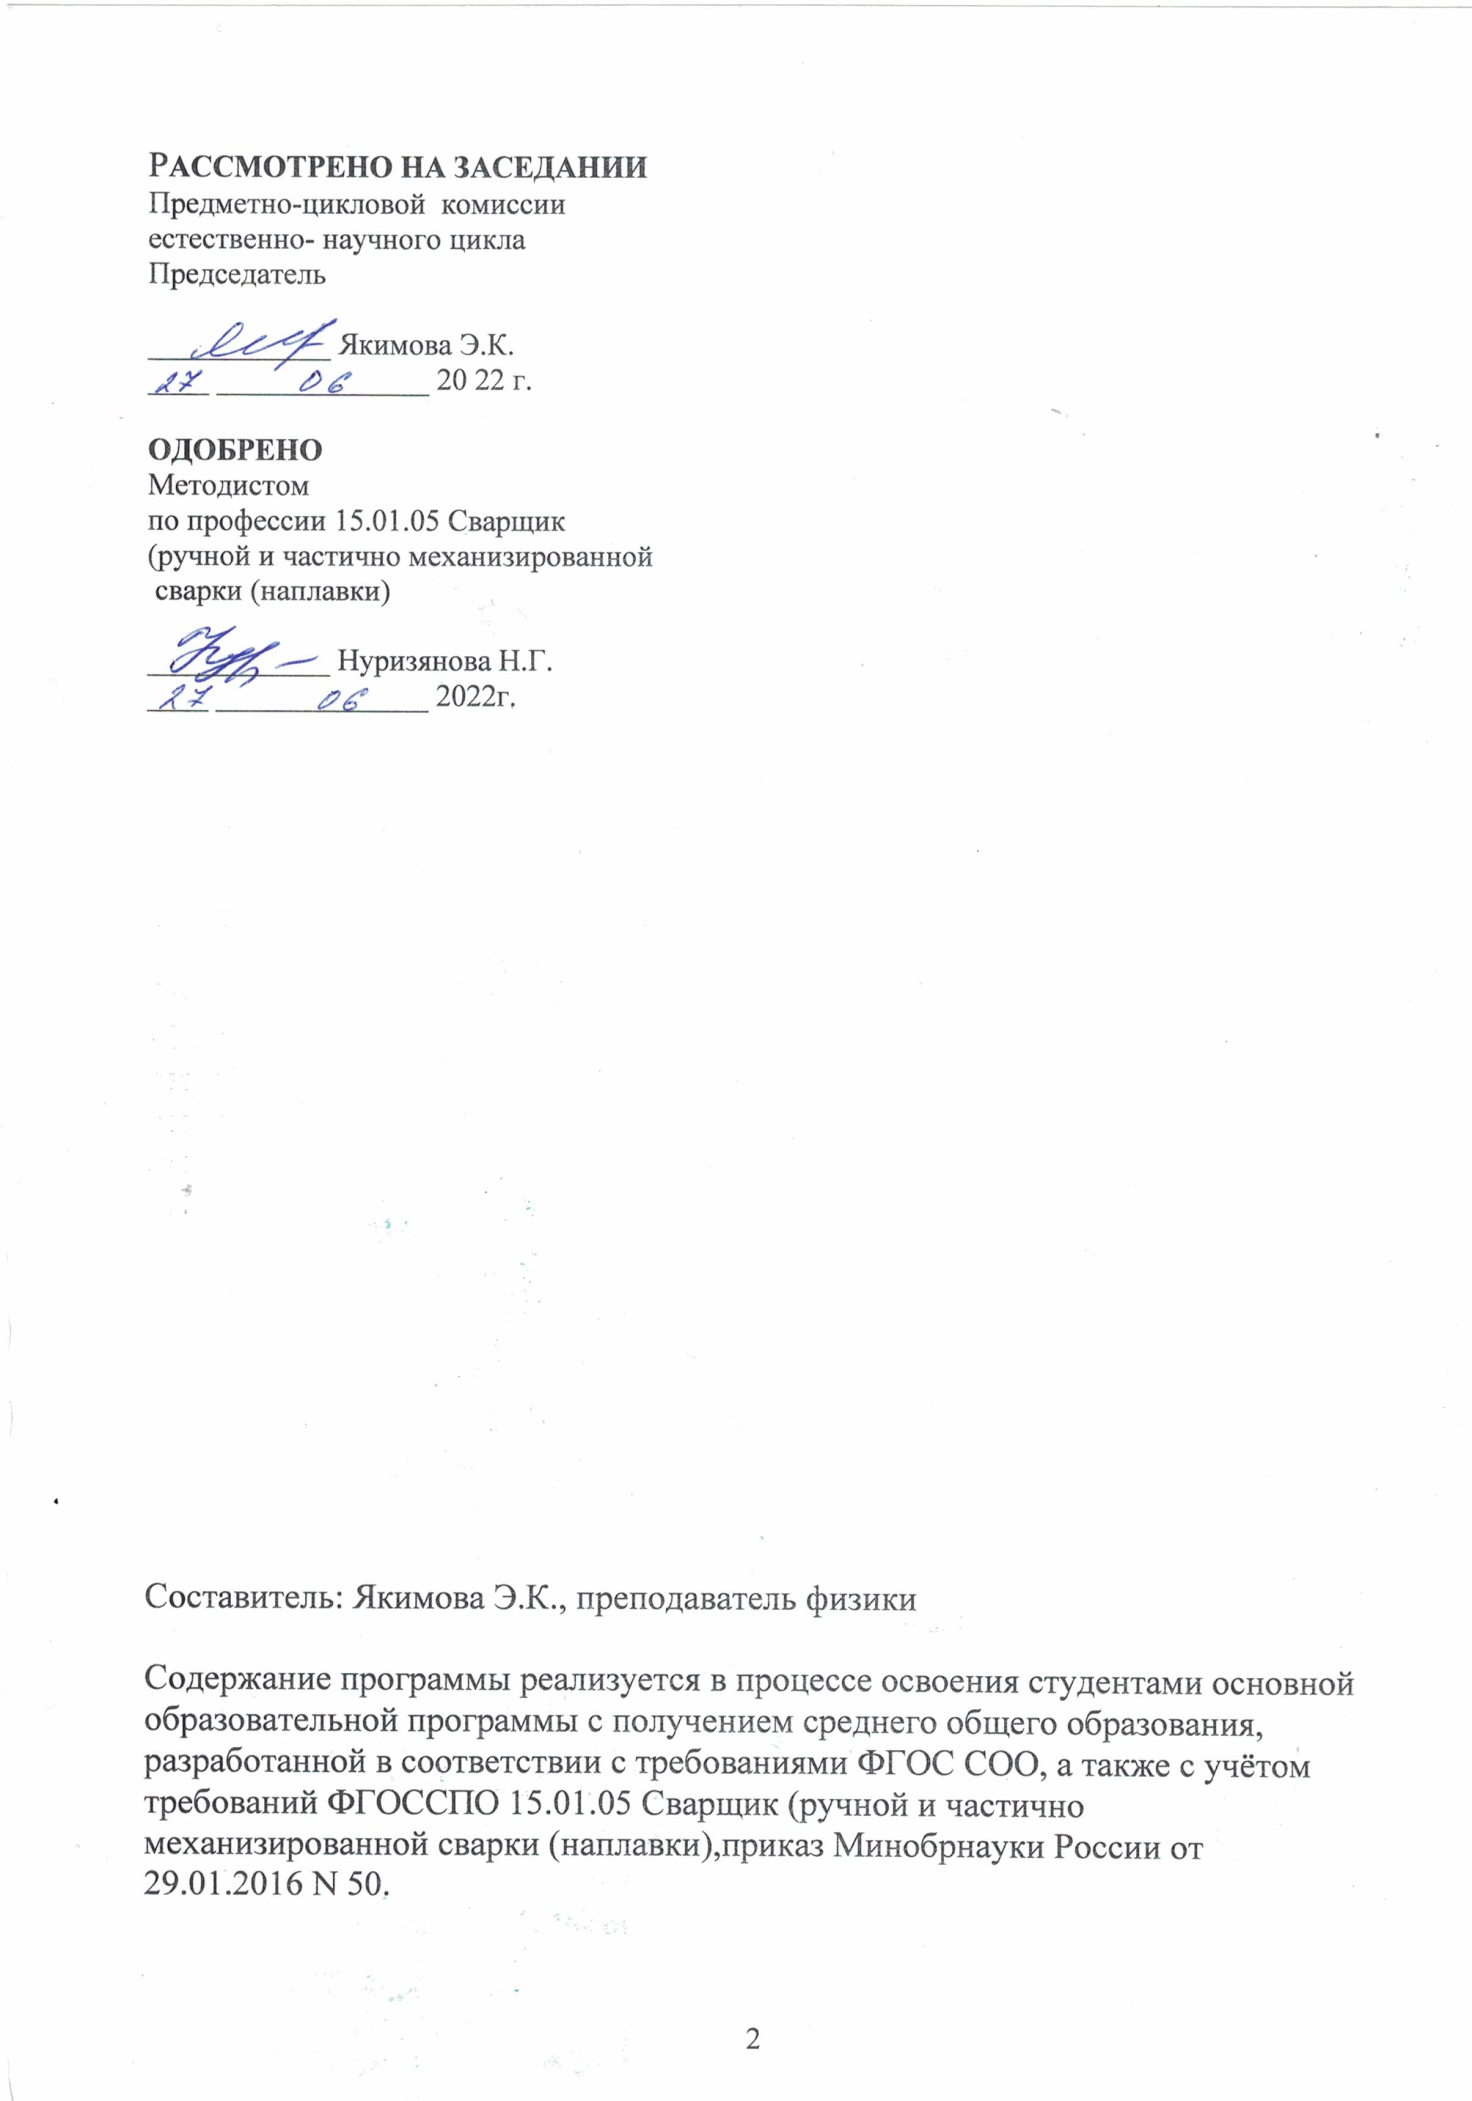 РАССМОТРЕНО НА ЗАСЕДАНИИ
Предметно-цикловой комиссии
естественно- научного цикла
Председатель
____________ Якимова Э.К.
27 06 20 22 г.
ОДОБРЕНО
Методистом
по профессии 15.01.05 Сварщик
(ручной и частично механизированной
сварки (наплавки)
____________ Нуризянова Н.Г.
27 06 2022г.
Составитель: Якимова Э.К., преподаватель физики
Содержание программы реализуется в процессе освоения студентами основной
образовательной программы с получением среднего общего образования,
разработанной в соответствии с требованиями ФГОС СОО, а также с учётом
требований ФГОССПО 15.01.05 Сварщик (ручной и частично
механизированной сварки (наплавки),приказ Минобрнауки России от
29.01.2016 N 50.
2